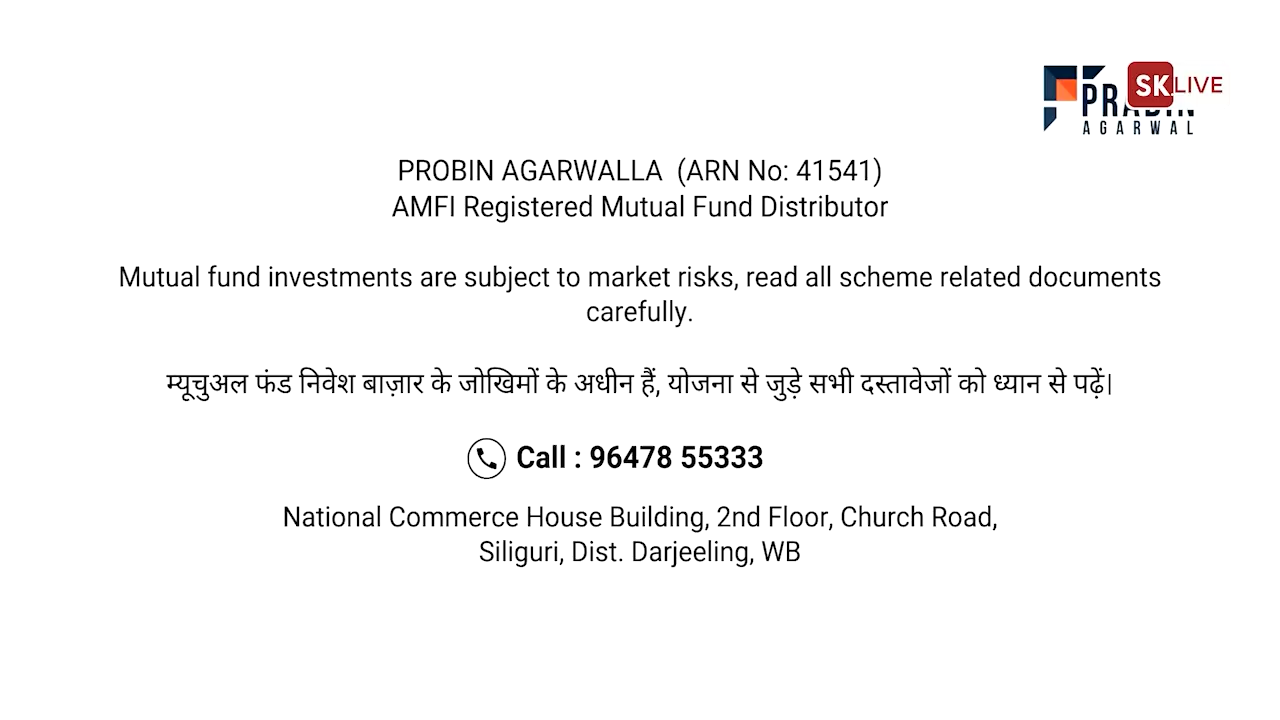 SK LIVE
AGARWAL
PROBIN AGARWALLA (ARN No: 41541)
AMFI Registered Mutual Fund Distributor
Mutual fund investments are subject to market risks, read all scheme related documents
carefully.
म्यूचुअल फंड निवेश बाज़ार के जोखिमों के अधीन हैं, योजना से जुड़े सभी दस्तावेजों को ध्यान से पढ़ें।
Call : 96478 55333
National Commerce House Building, 2nd Floor, Church Road,
Siliguri, Dist. Darjeeling, WB